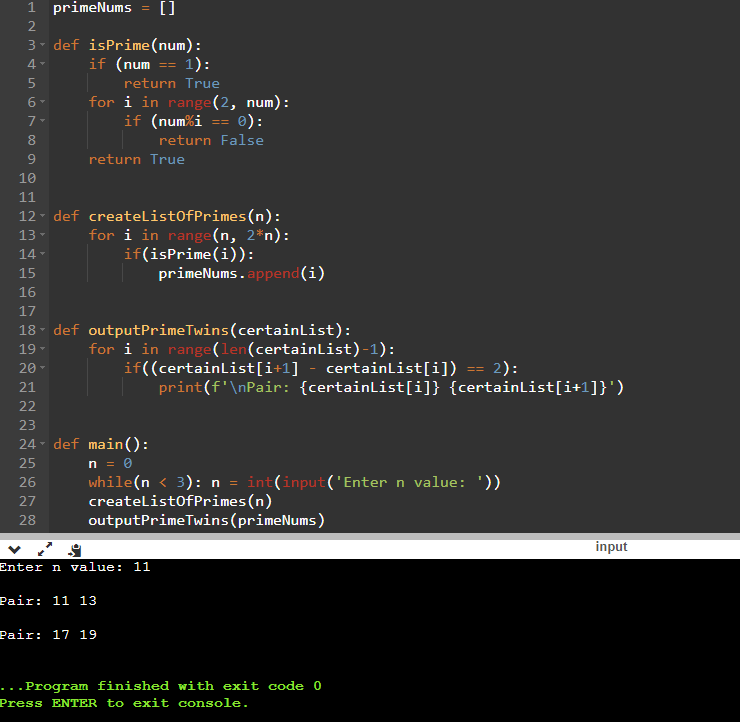 1 primeNums = []
2
3 def isPrime(num):
4     if (num == 1):
5         return True
6     for i in range(2, num):
7         if (num%i == 0):
8             return False
9     return True
10
11
12 def createListOfPrimes(n):
13     for i in range(n, 2*n):
14         if(isPrime(i)):
15             primeNums.append(i)
16
17
18 def outputPrimeTwins(certainList):
19     for i in range(len(certainList)-1):
20         if((certainList[i+1] - certainList[i]) == 2):
21             print(f'\nPair: {certainList[i]} {certainList[i+1]}')
22
23
24 def main():
25     n = 0
26     while(n < 3): n = int(input('Enter n value: '))
27     createListOfPrimes(n)
28     outputPrimeTwins(primeNums)
input
Enter n value: 11
Pair: 11 13
Pair: 17 19
...Program finished with exit code 0
Press ENTER to exit console.